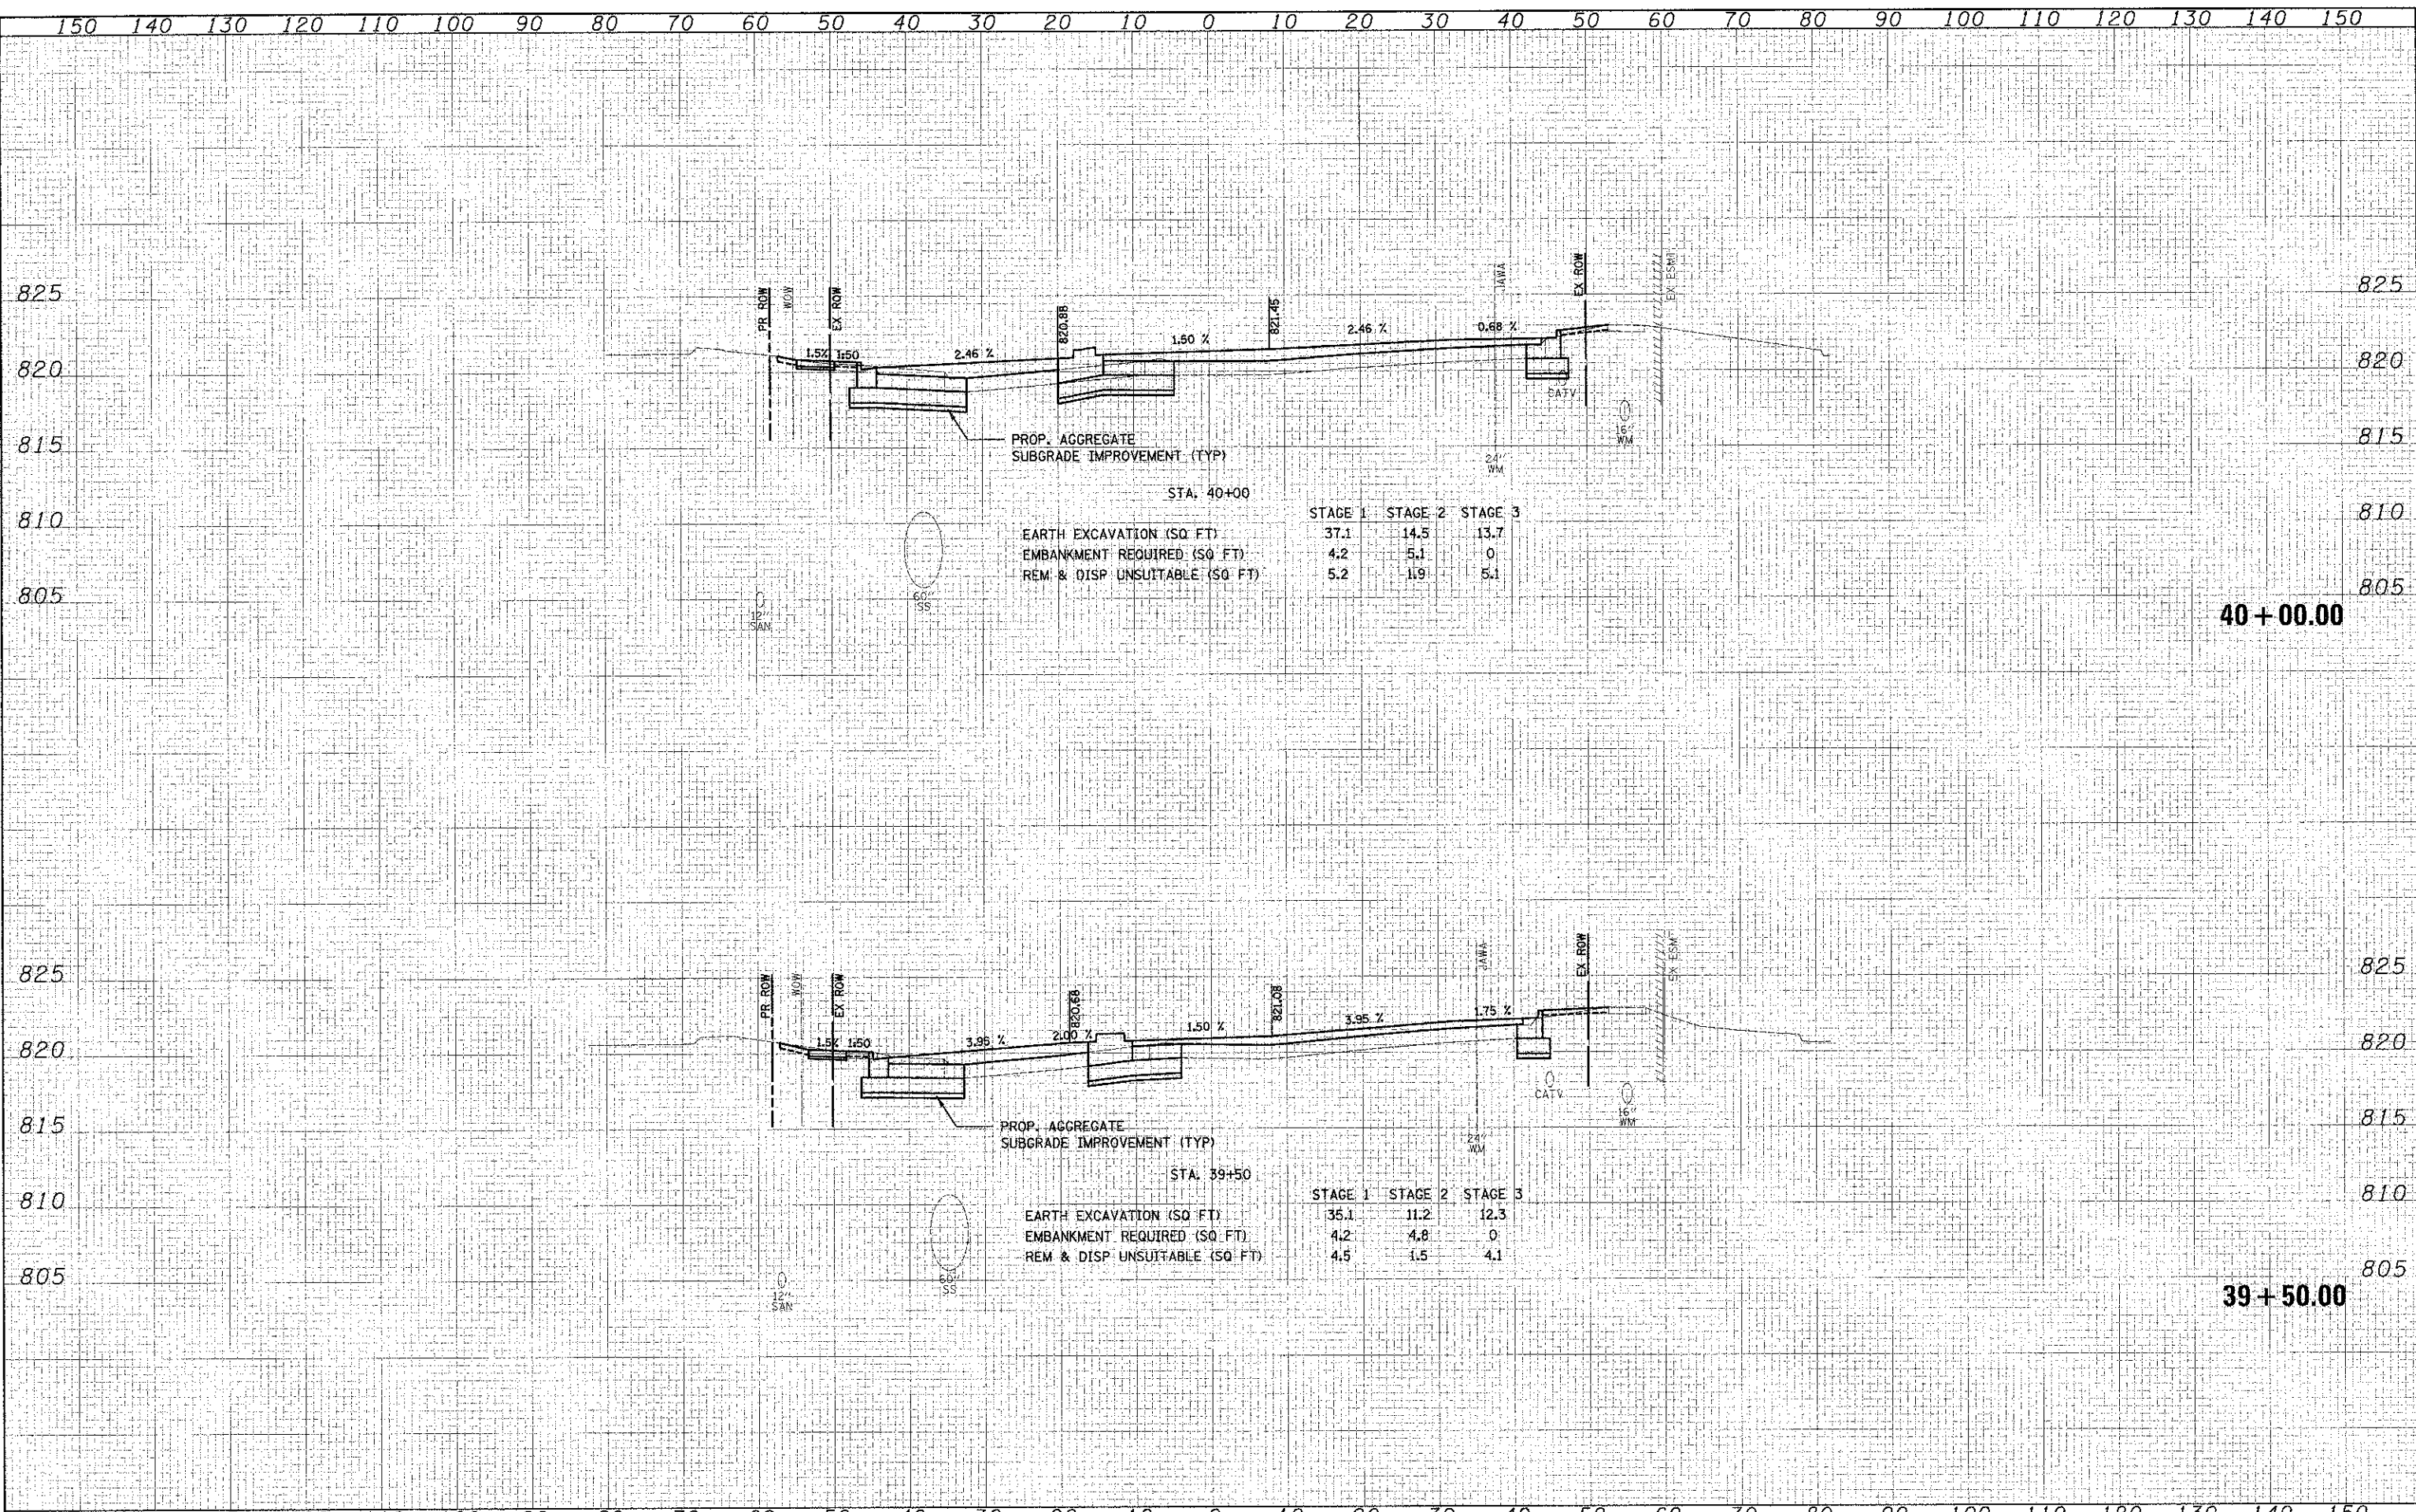 150 140 130 120 110 100 90 80 70 60 50 40 30 20 10 0 10 20 30 40 50 60 70 80 90 100 110 120 130 140 150
825 825
820 820
815 815
810 810
805 805
PR ROW
WOW
EX ROW
1.5%
1:50
2.46 %
820.88
1.50 %
821.45
2.46 %
0.68 %
JAWA
EX ROW
EX ESMT
CATV
16" WM
24" WM
PROP. AGGREGATE
SUBGRADE IMPROVEMENT (TYP)
STA. 40+00
STAGE 1 STAGE 2 STAGE 3
EARTH EXCAVATION (SQ FT) 37.1 14.5 13.7
EMBANKMENT REQUIRED (SQ FT) 4.2 5.1 0
REM & DISP UNSUITABLE (SQ FT) 5.2 1.9 5.1
12" SAN
60" SS
40+00.00
825 825
820 820
815 815
810 810
805 805
PR ROW
WOW
EX ROW
1.5%
1:50
3.95 %
2.00 %
820.68
1.50 %
821.08
3.95 %
1.75 %
JAWA
EX ROW
EX ESMT
CATV
16" WM
24" WM
PROP. AGGREGATE
SUBGRADE IMPROVEMENT (TYP)
STA. 39+50
STAGE 1 STAGE 2 STAGE 3
EARTH EXCAVATION (SQ FT) 35.1 11.2 12.3
EMBANKMENT REQUIRED (SQ FT) 4.2 4.8 0
REM & DISP UNSUITABLE (SQ FT) 4.5 1.5 4.1
12" SAN
60" SS
39+50.00